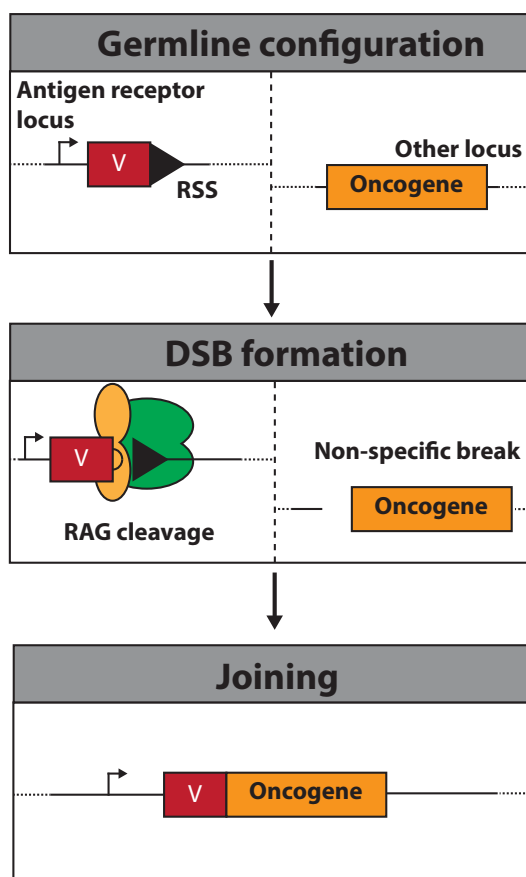 Germline configuration
Antigen receptor
locus
V
RSS
Other locus
Oncogene
DSB formation
V
RAG cleavage
Non-specific break
Oncogene
Joining
V
Oncogene